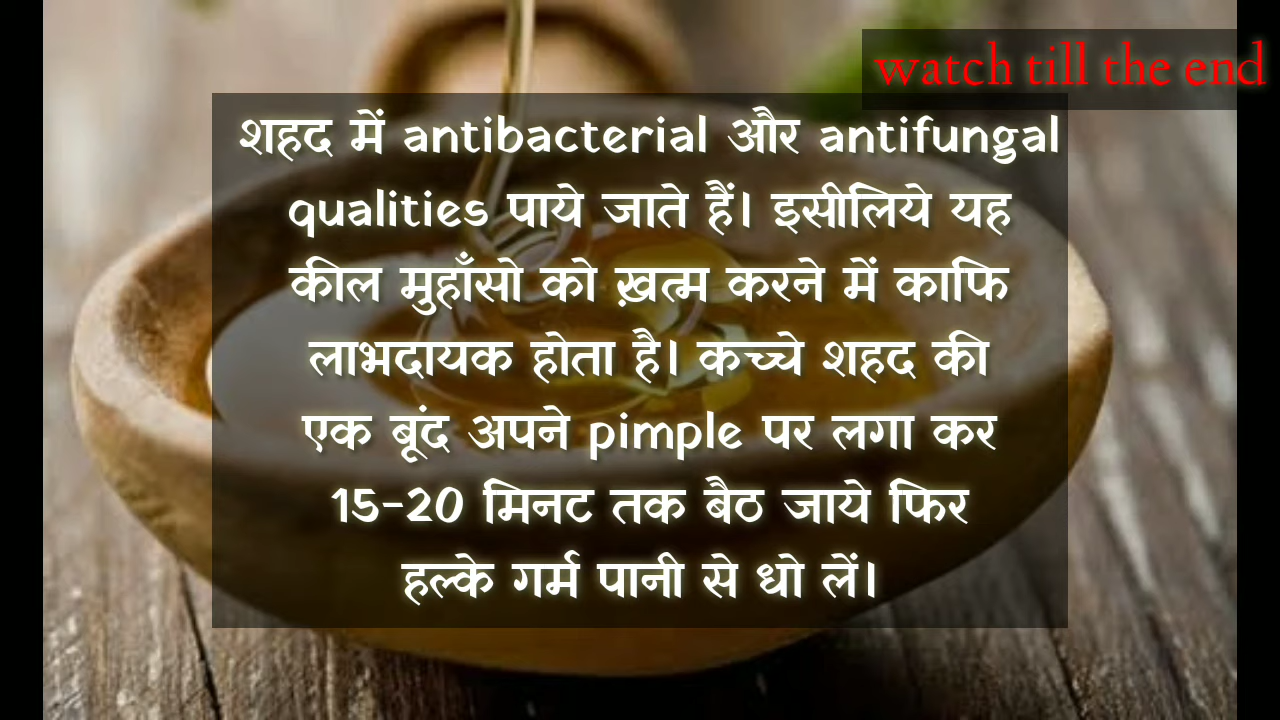 watch till the end
शहद में antibacterial और antifungal
qualities पाये जाते हैं। इसीलिये यह
कील मुहाँसो को ख़त्म करने में काफि
लाभदायक होता है। कच्चे शहद की
एक बूंद अपने pimple पर लगा कर
15-20 मिनट तक बैठ जाये फिर
हल्के गर्म पानी से धो लें।